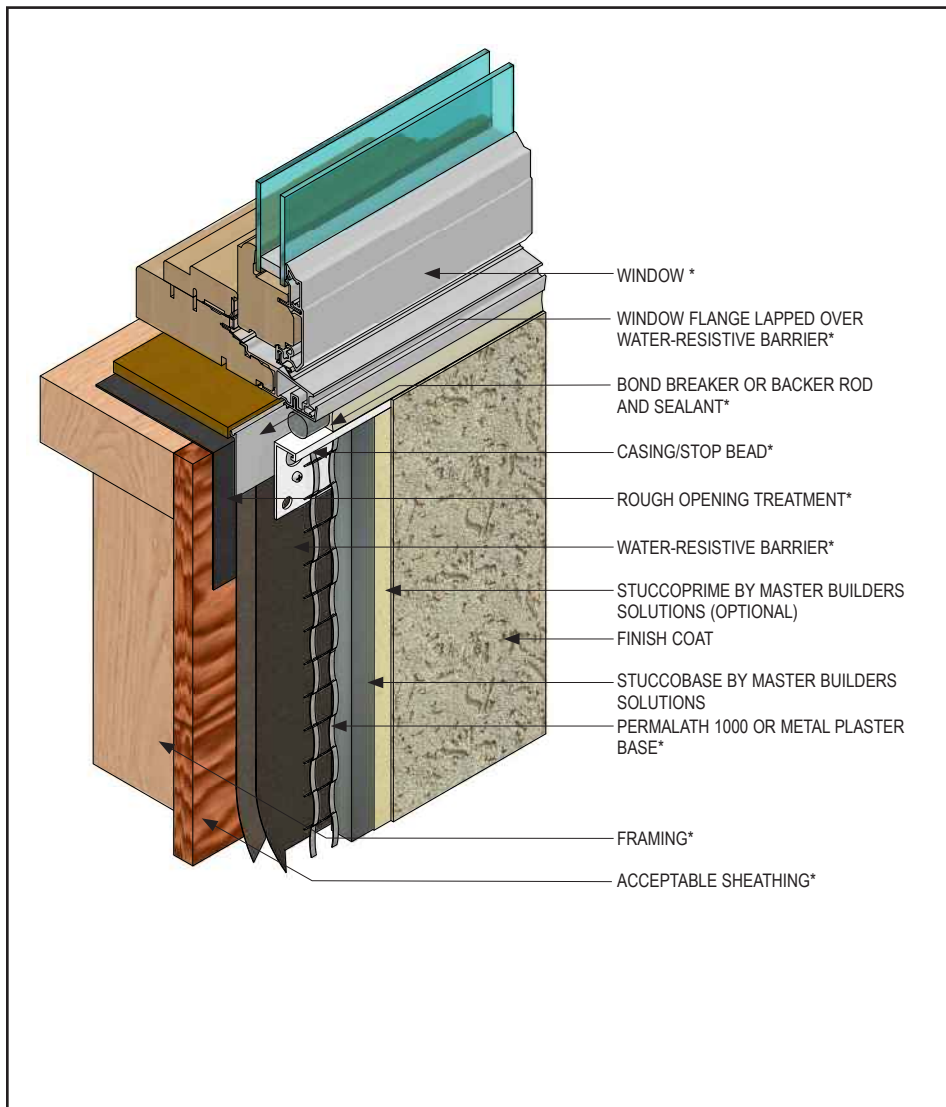 WINDOW *
WINDOW FLANGE LAPPED OVER
WATER-RESISTIVE BARRIER*
BOND BREAKER OR BACKER ROD
AND SEALANT*
CASING/STOP BEAD*
ROUGH OPENING TREATMENT*
WATER-RESISTIVE BARRIER*
STUCCOPRIME BY MASTER BUILDERS
SOLUTIONS (OPTIONAL)
FINISH COAT
STUCCOBASE BY MASTER BUILDERS
SOLUTIONS
PERMALATH 1000 OR METAL PLASTER
BASE*
FRAMING*
ACCEPTABLE SHEATHING*